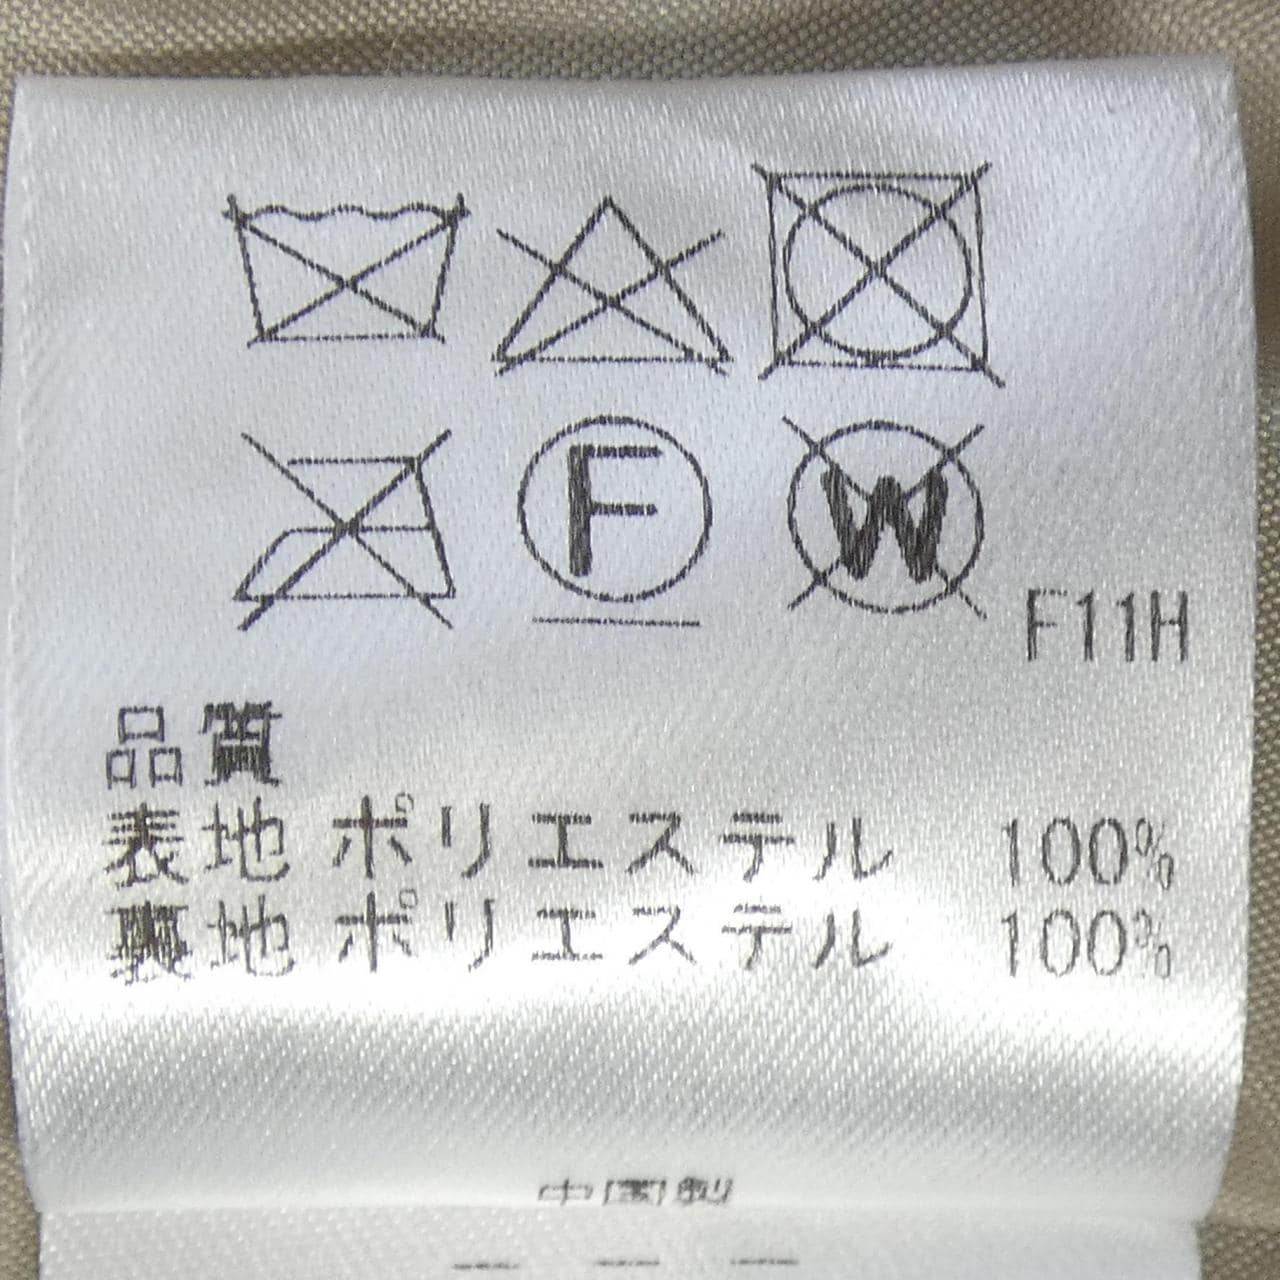 F W
F11H
品質
表地 ポリエステル 100%
裏地 ポリエステル 100%
中国製